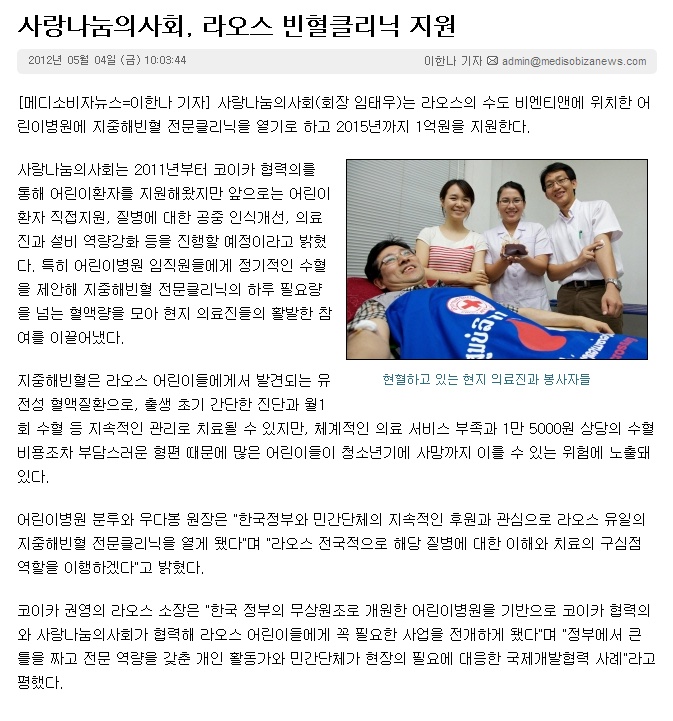 사랑나눔의사회, 라오스 빈혈클리닉 지원
2012년 05월 04일 (금) 10:03:44
이한나 기자 admin@medisobizanews.com
[메디소비자뉴스=이한나 기자] 사랑나눔의사회(회장 임태우)는 라오스의 수도 비엔티앤에 위치한 어
린이병원에 지중해빈혈 전문클리닉을 열기로 하고 2015년까지 1억원을 지원한다.
사랑나눔의사회는 2011년부터 코이카 협력의를
통해 어린이환자를 지원해왔지만 앞으로는 어린이
환자 직접지원, 질병에 대한 공중 인식개선, 의료
진과 설비 역량강화 등을 진행할 예정이라고 밝혔
다. 특히 어린이병원 임직원들에게 정기적인 수혈
을 제안해 지중해빈혈 전문클리닉의 하루 필요량
을 넘는 혈액량을 모아 현지 의료진들의 활발한 참
여를 이끌어냈다.
현혈하고 있는 현지 의료진과 봉사자들
지중해빈혈은 라오스 어린이들에게서 발견되는 유
전성 혈액질환으로, 출생 초기 간단한 진단과 월1
회 수혈 등 지속적인 관리로 치료될 수 있지만, 체계적인 의료 서비스 부족과 1만 5000원 상당의 수혈
비용조차 부담스러운 형편 때문에 많은 어린이들이 청소년기에 사망까지 이를 수 있는 위험에 노출돼
있다.
어린이병원 분투와 우다봉 원장은 "한국정부와 민간단체의 지속적인 후원과 관심으로 라오스 유일의
지중해빈혈 전문클리닉을 열게 됐다"며 "라오스 전국적으로 해당 질병에 대한 이해와 치료의 구심점
역할을 이행하겠다"고 밝혔다.
코이카 권영의 라오스 소장은 "한국 정부의 무상원조로 개원한 어린이병원을 기반으로 코이카 협력의
와 사랑나눔의사회가 협력해 라오스 어린이들에게 꼭 필요한 사업을 전개하게 됐다"며 "정부에서 큰
틀을 짜고 전문 역량을 갖춘 개인 활동가와 민간단체가 현장의 필요에 대응한 국제개발협력 사례"라고
평했다.